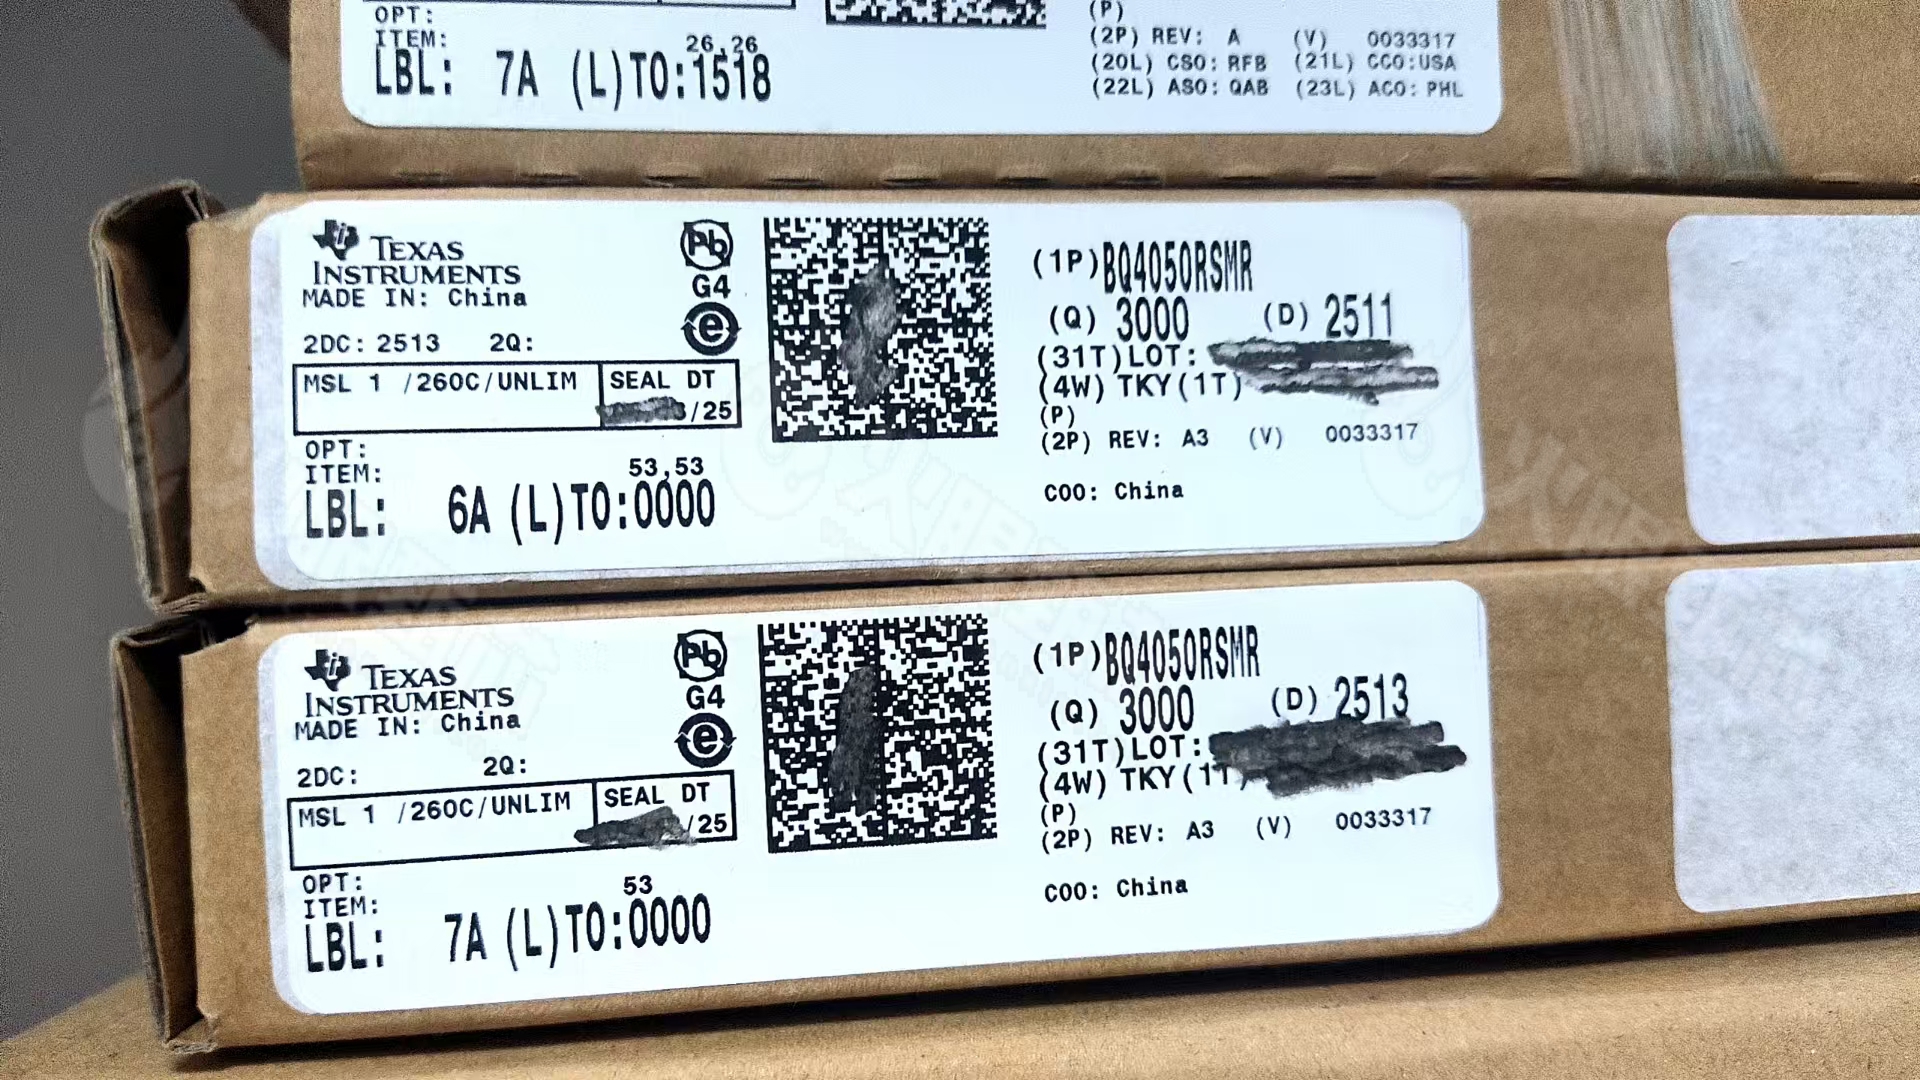 OPT:
ITEM:
26,26
LBL: 7A (L)TO:1518
(P)
(2P) REV: A (V) 0033317
(20L) CSO: RFB (21L) CCO:USA
(22L) ASO: QAB (23L) ACO: PHL
TEXAS
INSTRUMENTS
MADE IN: China
2DC: 2513 2Q:
MSL 1 /260C/UNLIM SEAL DT
/25
OPT:
ITEM:
53,53
LBL: 6A (L)TO:0000
Pb
G4
e
(1P)BQ4050RSMR
(Q) 3000 (D) 2511
(31T)LOT:
(4W) TKY(1T)
(P)
(2P) REV: A3 (V) 0033317
COO: China
TEXAS
INSTRUMENTS
MADE IN: China
2DC: 2Q:
MSL 1 /260C/UNLIM SEAL DT
/25
OPT:
ITEM:
53
LBL: 7A (L)TO:0000
Pb
G4
e
(1P)BQ4050RSMR
(Q) 3000 (D) 2513
(31T)LOT:
(4W) TKY(1T)
(P)
(2P) REV: A3 (V) 0033317
COO: China